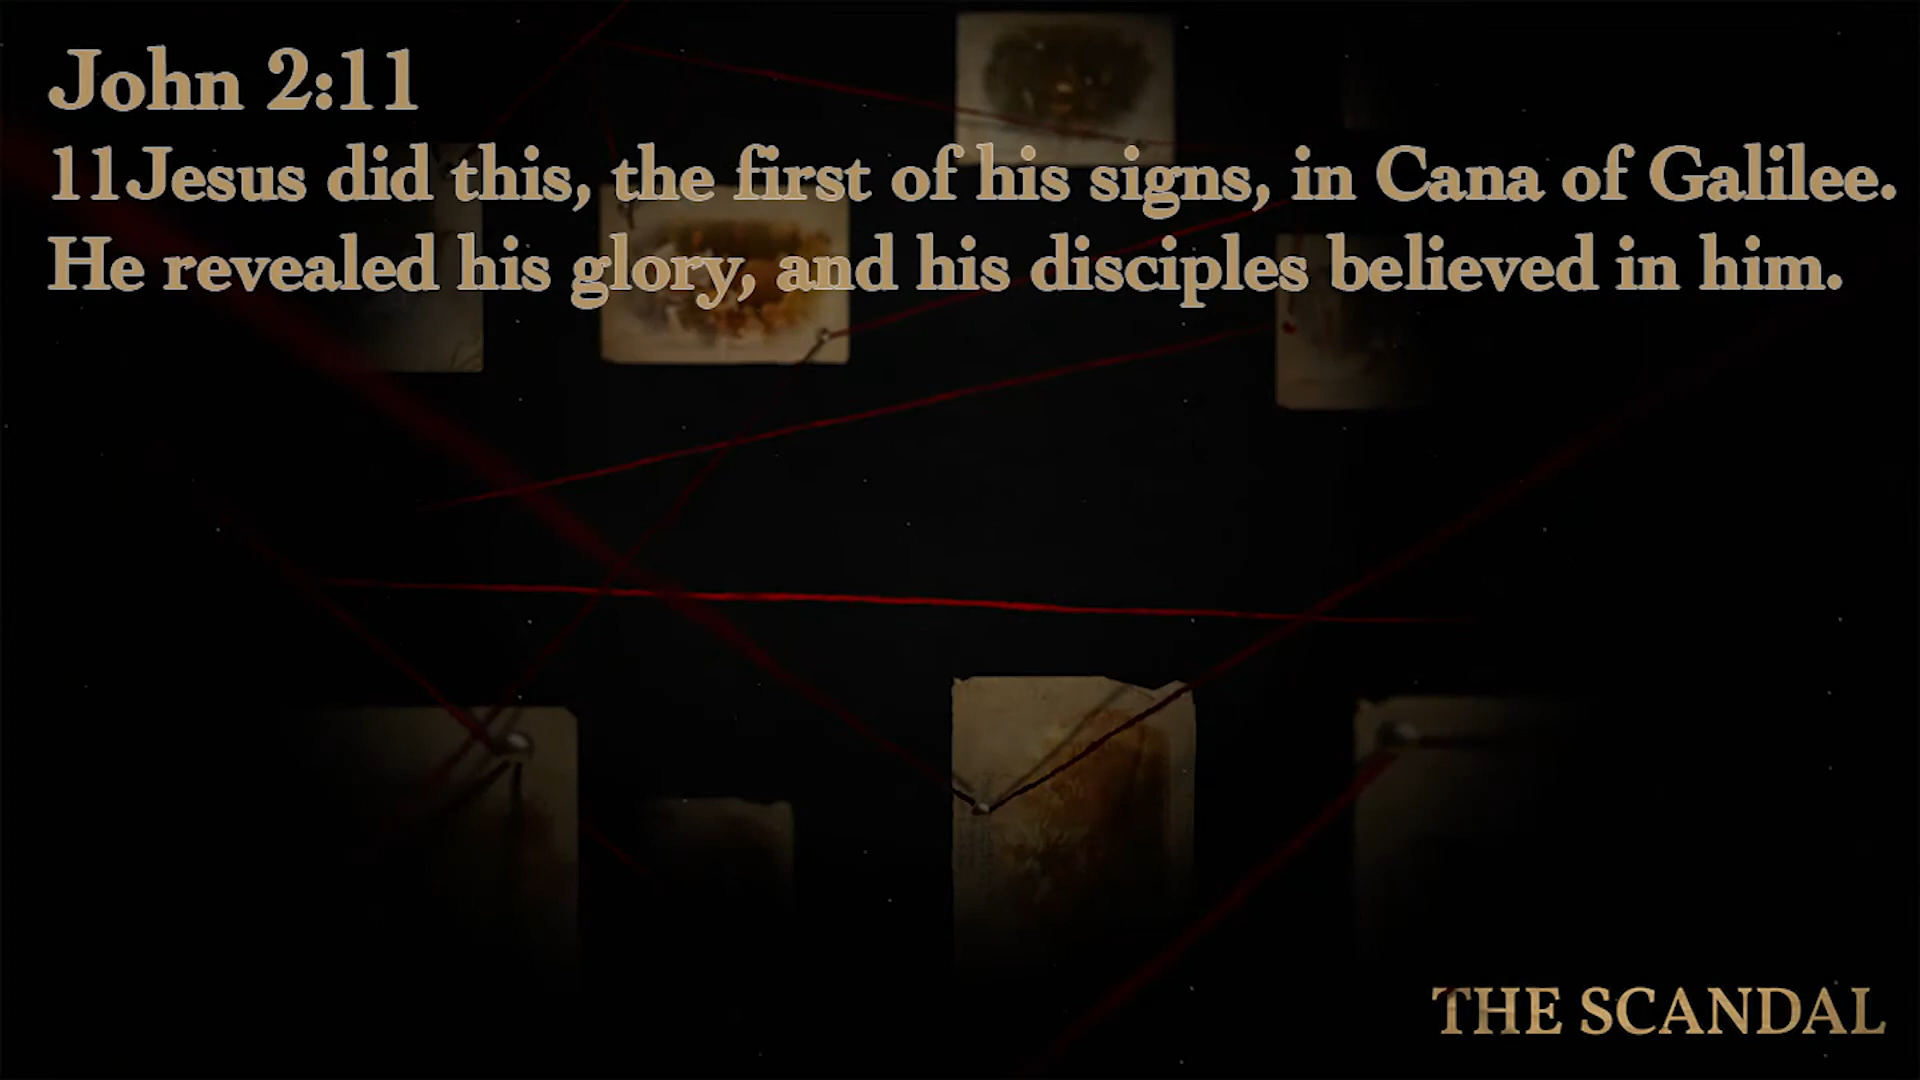 John 2:11
11Jesus did this, the first of his signs, in Cana of Galilee.
He revealed his glory, and his disciples believed in him.
THE SCANDAL